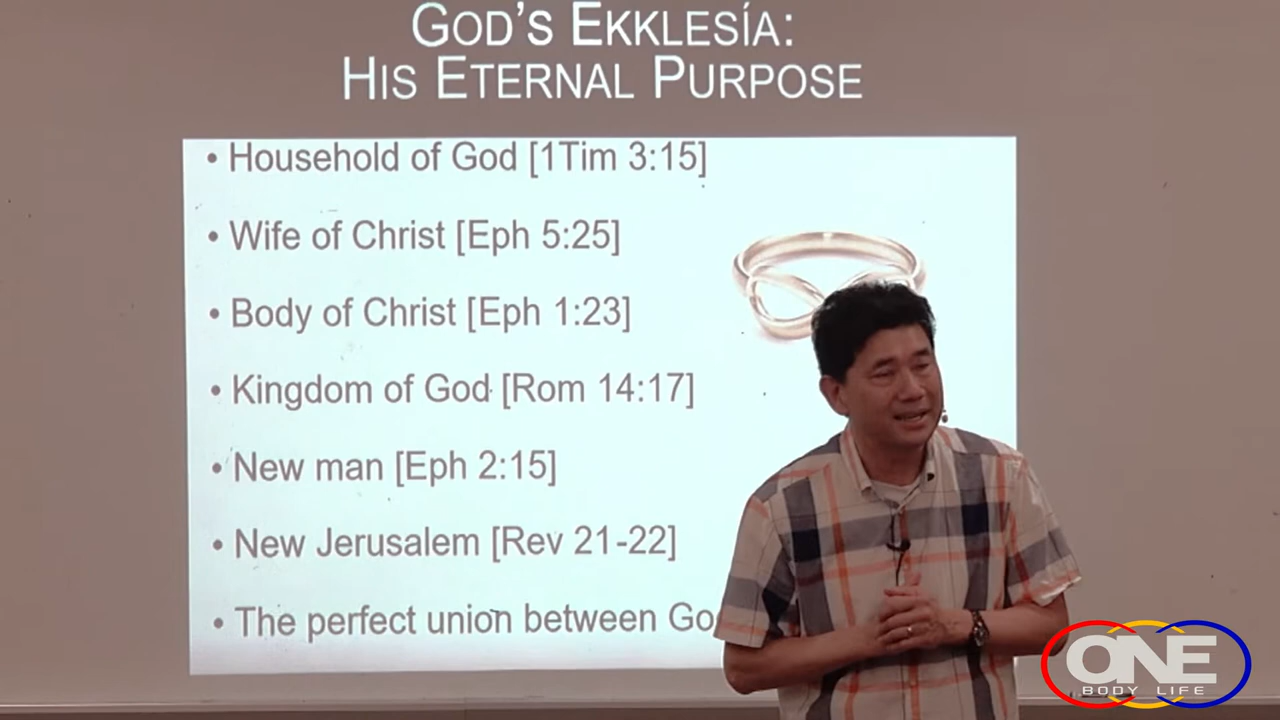 GOD'S EKKLESÍA:
HIS ETERNAL PURPOSE
• Household of God [1Tim 3:15]
• Wife of Christ [Eph 5:25]
• Body of Christ [Eph 1:23]
• Kingdom of God [Rom 14:17]
• New man [Eph 2:15]
• New Jerusalem [Rev 21-22]
• The perfect union between
ONE
BODY LIFE